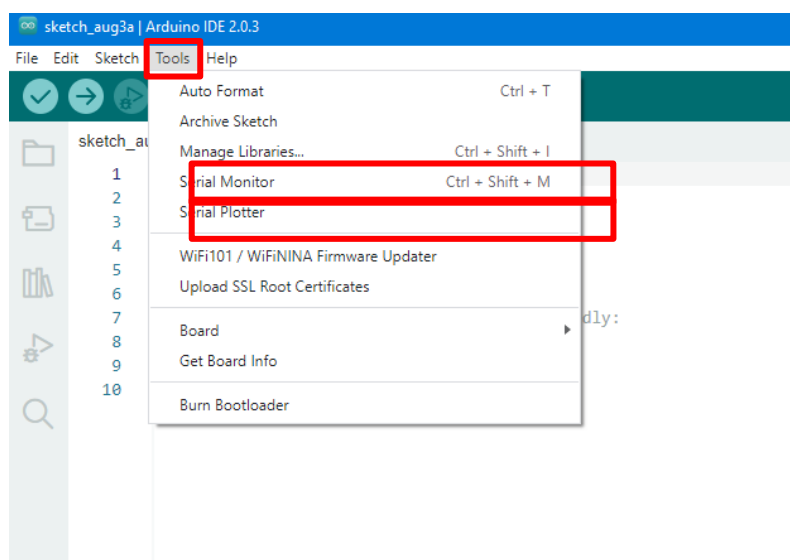 sketch_aug3a | Arduino IDE 2.0.3
File Edit Sketch Tools Help
Auto Format Ctrl + T
Archive Sketch
sketch_au
Manage Libraries... Ctrl + Shift + I
1
Serial Monitor Ctrl + Shift + M
2
Serial Plotter
3
4
WiFi101 / WiFiNINA Firmware Updater
5
Upload SSL Root Certificates
6
7 dly:
Board
8
Get Board Info
9
10
Burn Bootloader